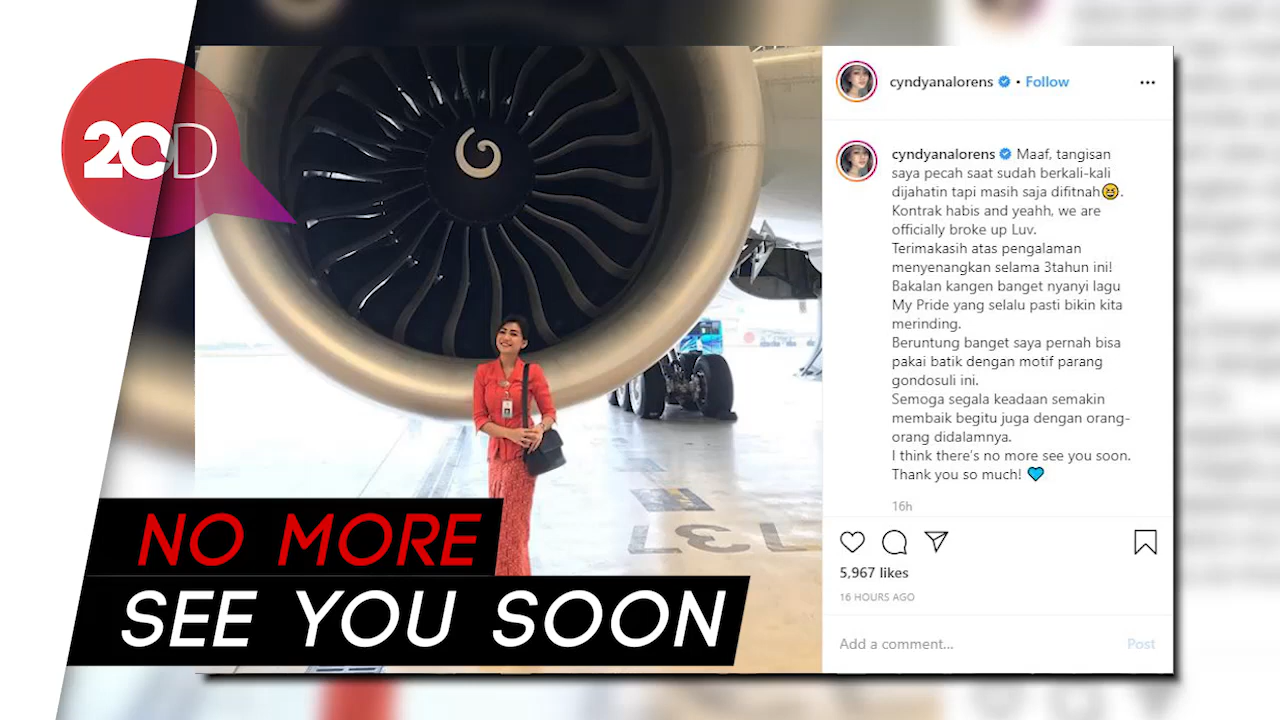 20D
cyndyanalorens • Follow
cyndyanalorens Maaf, tangisan
saya pecah saat sudah berkali-kali
dijahatin tapi masih saja difitnah😆.
Kontrak habis and yeahh, we are
officially broke up Luv.
Terimakasih atas pengalaman
menyenangkan selama 3tahun ini!
Bakalan kangen banget nyanyi lagu
My Pride yang selalu pasti bikin kita
merinding.
Beruntung banget saya pernah bisa
pakai batik dengan motif parang
gondosuli ini.
Semoga segala keadaan semakin
membaik begitu juga dengan orang-
orang didalamnya.
I think there's no more see you soon.
Thank you so much! 💙
16h
5,967 likes
16 HOURS AGO
Add a comment... Post
NO MORE
SEE YOU SOON